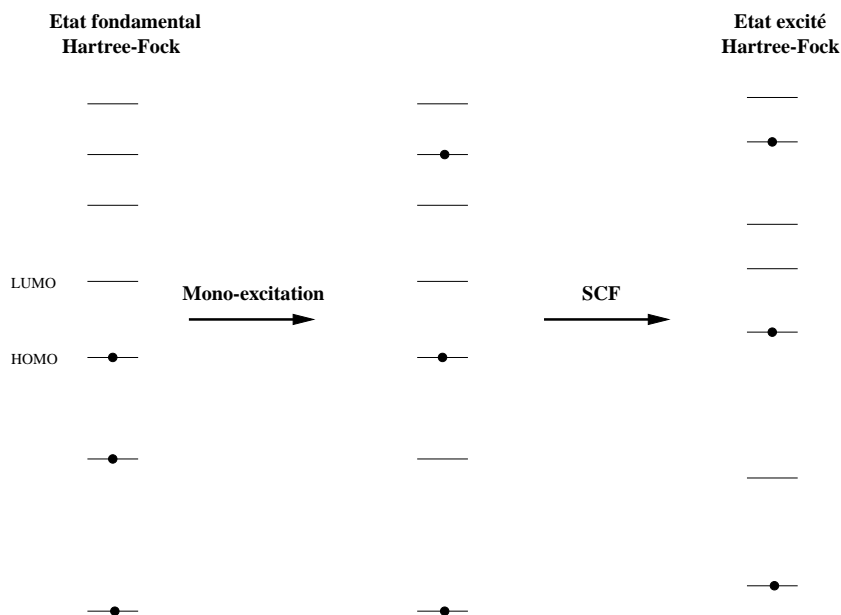 Etat fondamental
Hartree-Fock
Etat excité
Hartree-Fock
LUMO
Mono-excitation
SCF
HOMO